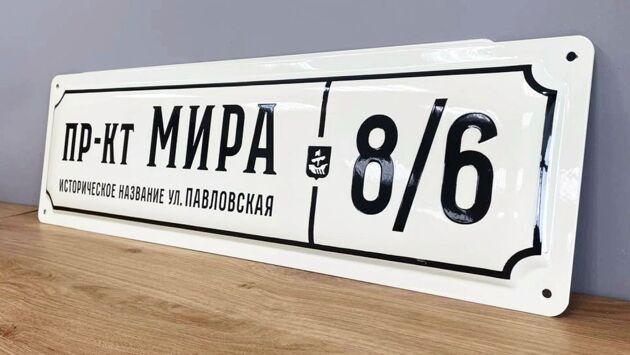 ПР-КТ МИРА
ИСТОРИЧЕСКОЕ НАЗВАНИЕ УЛ. ПАВЛОВСКАЯ
8/6